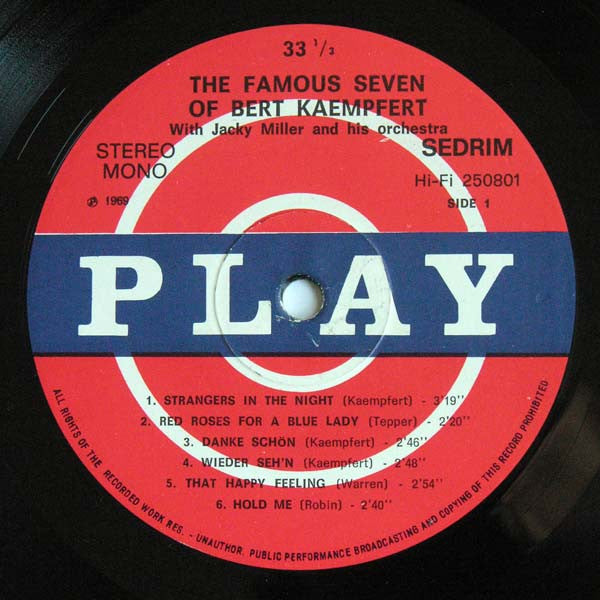 33 1/3
THE FAMOUS SEVEN
OF BERT KAEMPFERT
With Jacky Miller and his orchestra
STEREO
MONO
SEDRIM
Hi-Fi 250801
℗ 1969
SIDE 1
PLAY
1. STRANGERS IN THE NIGHT (Kaempfert) - 3'19''
2. RED ROSES FOR A BLUE LADY (Tepper) - 2'20''
3. DANKE SCHÖN (Kaempfert) - 2'46''
4. WIEDER SEH'N (Kaempfert) - 2'48''
5. THAT HAPPY FEELING (Warren) - 2'54''
6. HOLD ME (Robin) - 2'40''
ALL RIGHTS OF THE RECORDED WORK RES. - UNAUTHOR. PUBLIC PERFORMANCE BROADCASTING AND COPYING OF THIS RECORD PROHIBITED